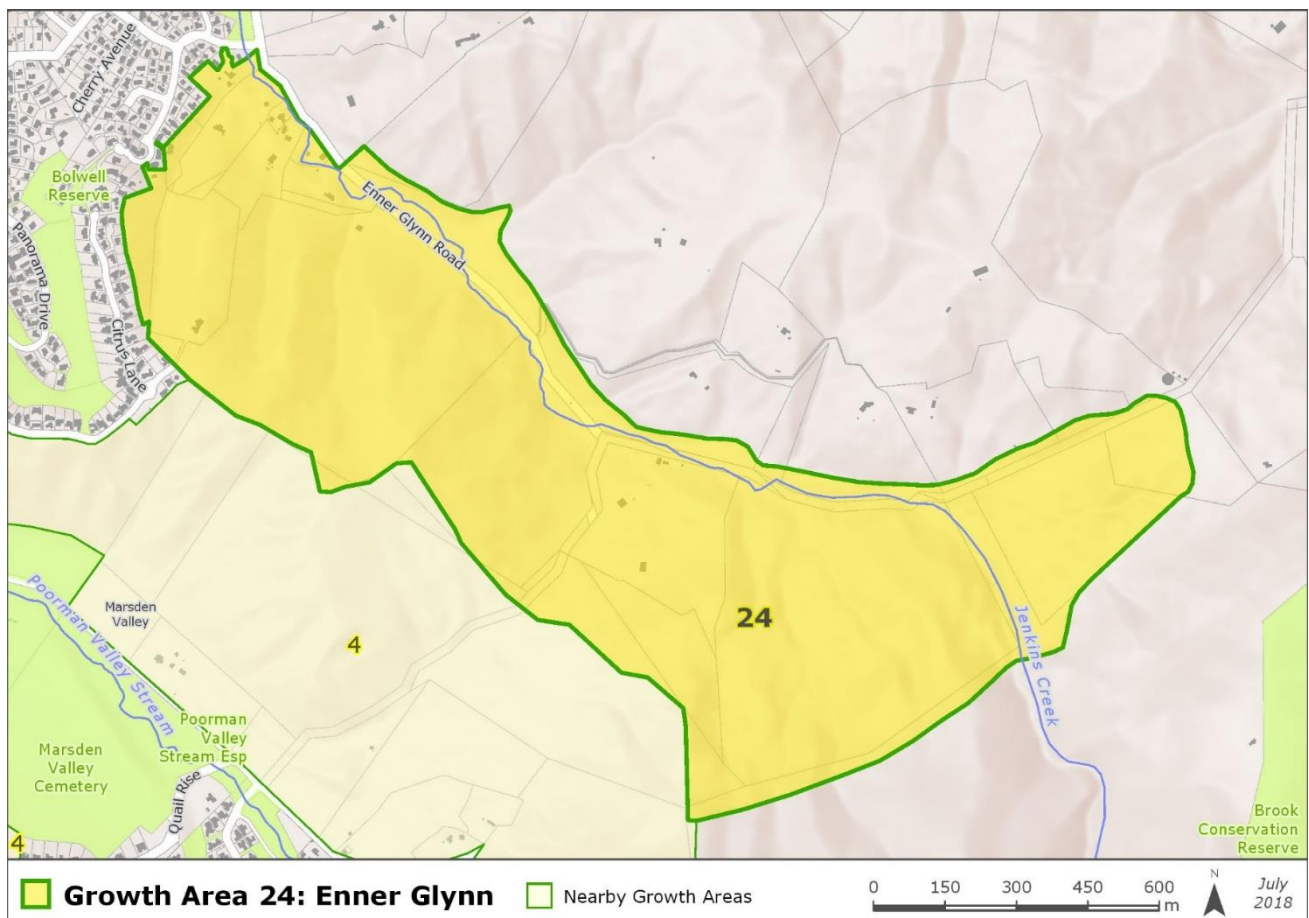 Cherry Avenue
Bolwell
Reserve
Panorama Drive
Citrus Lane
Enner Glynn Road
24
Jenkins Creek
Poorman Valley Stream
Marsden
Valley
4
Poorman
Valley
Stream Esp
Marsden
Valley
Cemetery
Quail Rise
4
Brook
Conservation
Reserve
Growth Area 24: Enner Glynn
Nearby Growth Areas
0 150 300 450 600
m
N
July
2018